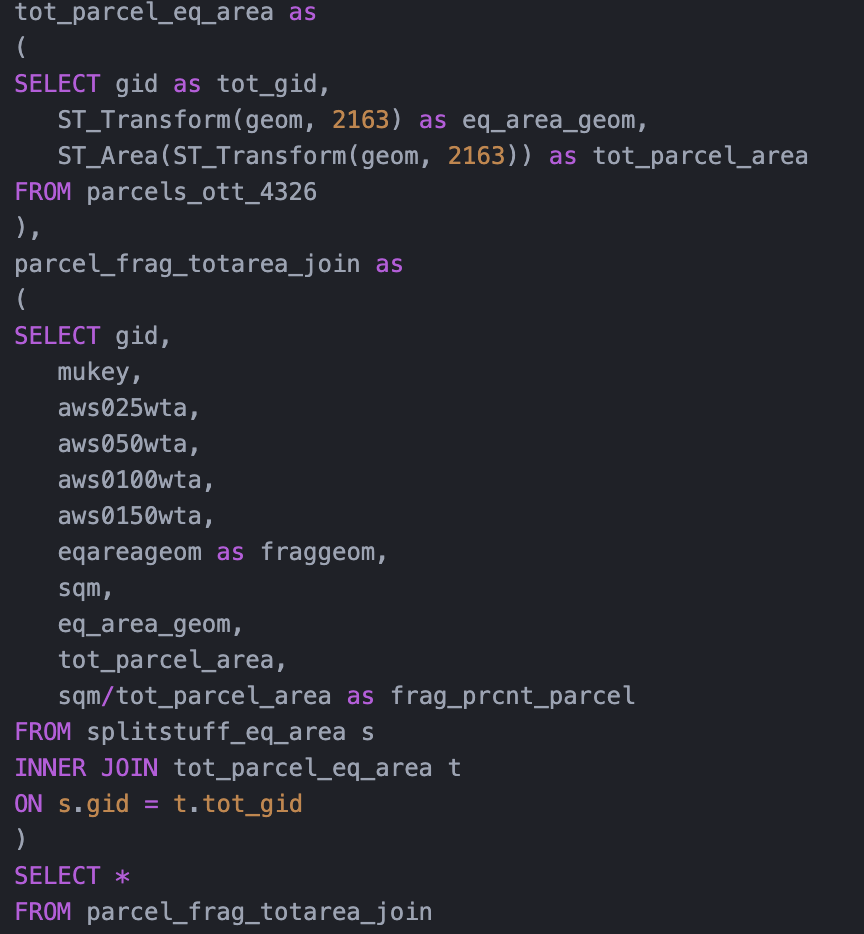 tot_parcel_eq_area as
(
SELECT gid as tot_gid,
   ST_Transform(geom, 2163) as eq_area_geom,
   ST_Area(ST_Transform(geom, 2163)) as tot_parcel_area
FROM parcels_ott_4326
),
parcel_frag_totarea_join as
(
SELECT gid,
   mukey,
   aws025wta,
   aws050wta,
   aws0100wta,
   aws0150wta,
   eqareageom as fraggeom,
   sqm,
   eq_area_geom,
   tot_parcel_area,
   sqm/tot_parcel_area as frag_prcnt_parcel
FROM splitstuff_eq_area s
INNER JOIN tot_parcel_eq_area t
ON s.gid = t.tot_gid
)
SELECT *
FROM parcel_frag_totarea_join